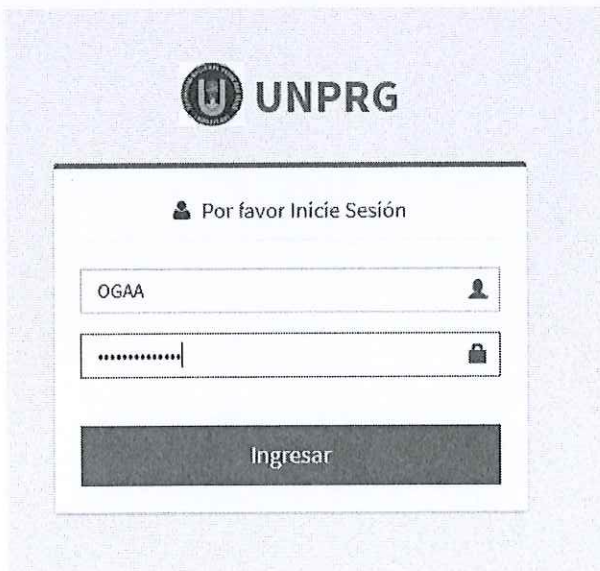 UNPRG
Por favor Inicie Sesión
OGAA
••••••••••••••
Ingresar